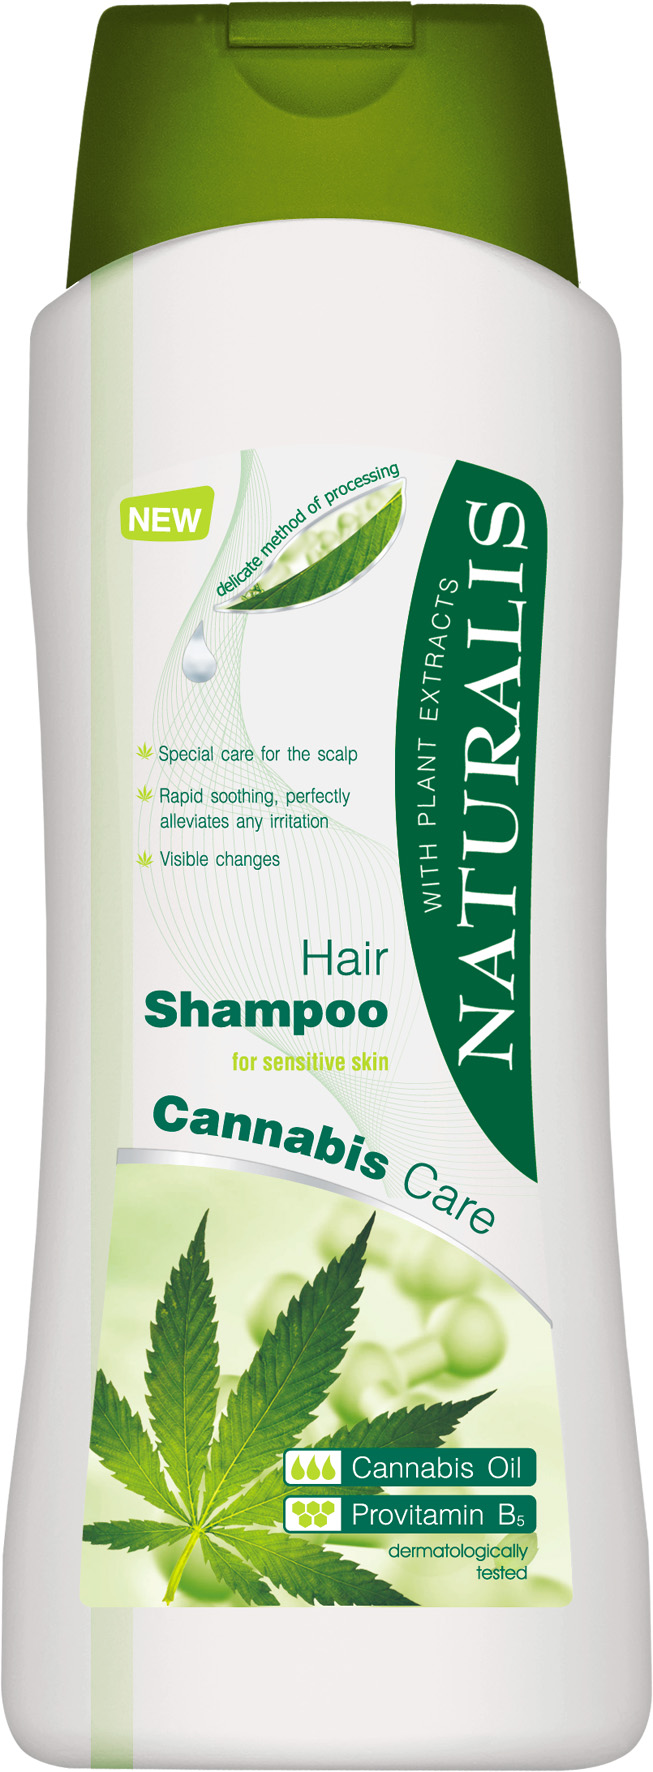 NEW
delicate method of processing
WITH PLANT EXTRACTS
NATURALIS
Special care for the scalp
Rapid soothing, perfectly
alleviates any irritation
Visible changes
Hair
Shampoo
for sensitive skin
Cannabis Care
Cannabis Oil
Provitamin B₅
dermatologically
tested